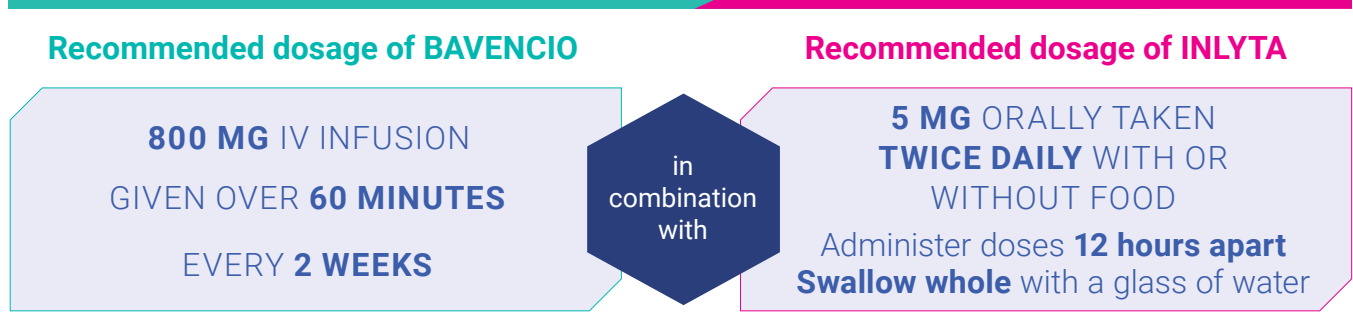 Recommended dosage of BAVENCIO
800 MG IV INFUSION
GIVEN OVER 60 MINUTES
EVERY 2 WEEKS
in
combination
with
Recommended dosage of INLYTA
5 MG ORALLY TAKEN
TWICE DAILY WITH OR
WITHOUT FOOD
Administer doses 12 hours apart
Swallow whole with a glass of water